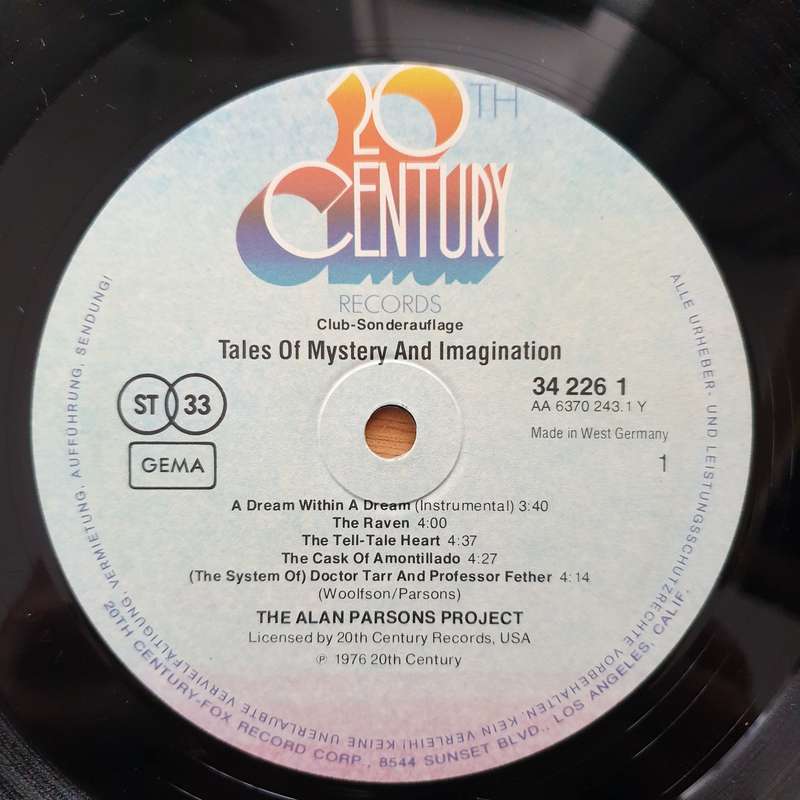 20TH
CENTURY
RECORDS
Club-Sonderauflage
Tales Of Mystery And Imagination
ST 33
GEMA
34 226 1
AA 6370 243.1 Y
Made in West Germany
1
A Dream Within A Dream (Instrumental) 3:40
The Raven 4:00
The Tell-Tale Heart 4:37
The Cask Of Amontillado 4:27
(The System Of) Doctor Tarr And Professor Fether 4:14
(Woolfson/Parsons)
THE ALAN PARSONS PROJECT
Licensed by 20th Century Records, USA
℗ 1976 20th Century
ALLE URHEBER- UND LEISTUNGSSCHUTZRECHTE VORBEHALTEN. KEIN VERLEIH! KEINE UNERLAUBTE VERVIELFÄLTIGUNG, VERMIETUNG, AUFFÜHRUNG, SENDUNG!
20TH CENTURY-FOX RECORD CORP., 8544 SUNSET BLVD., LOS ANGELES, CALIF.